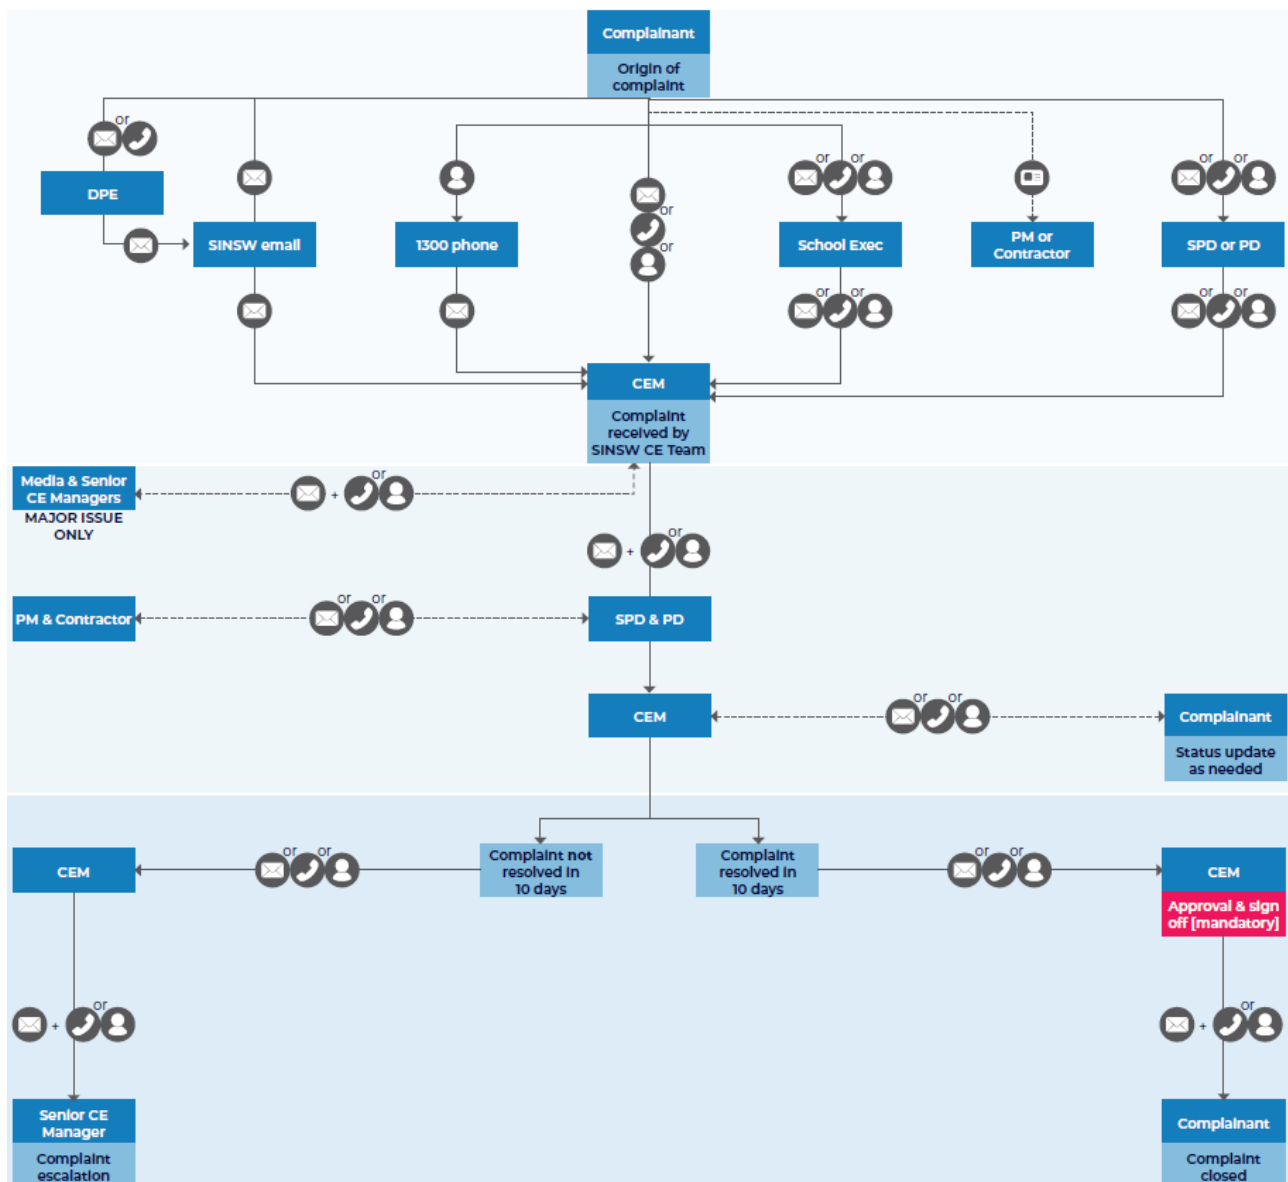 Complainant
Origin of
complaint
or
DPE
SINSW email
1300 phone
or
or
or or
School Exec
or or
PM or
Contractor
or or
SPD or PD
or or
CEM
Complaint
received by
SINSW CE Team
Media & Senior
CE Managers
MAJOR ISSUE
ONLY
+ or
+ or
PM & Contractor
or or
SPD & PD
CEM
or or
Complainant
Status update
as needed
CEM
or or
Complaint not
resolved in
10 days
Complaint
resolved in
10 days
or or
CEM
Approval & sign
off [mandatory]
+ or
+ or
Senior CE
Manager
Complaint
escalation
Complainant
Complaint
closed